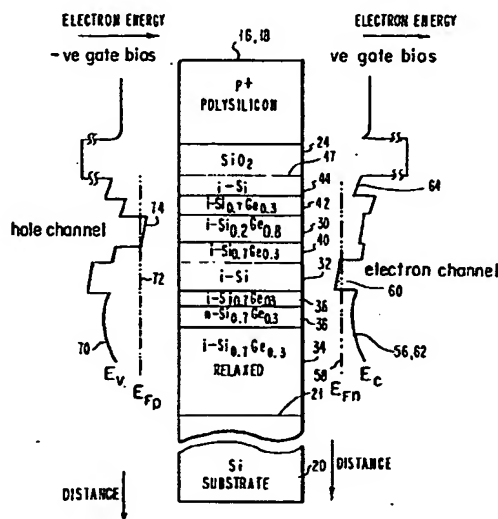 ELECTRON ENERGY
ELECTRON ENERGY
-ve gate bias
16,18
ve gate bias
P+
POLYSILICON
24
SiO2
47
i-Si
44
64
74
i-Si0.7Ge0.3
42
hole channel
i-Si0.2Ge0.8
30
i-Si0.7Ge0.3
40
72
i-Si
32
electron channel
60
i-Si0.7Ge0.3
38
n-Si0.7Ge0.3
36
70
i-Si0.7Ge0.3
RELAXED
34
56,62
58
EV
EFp
21
EFn
EC
DISTANCE
Si
SUBSTRATE
20
DISTANCE